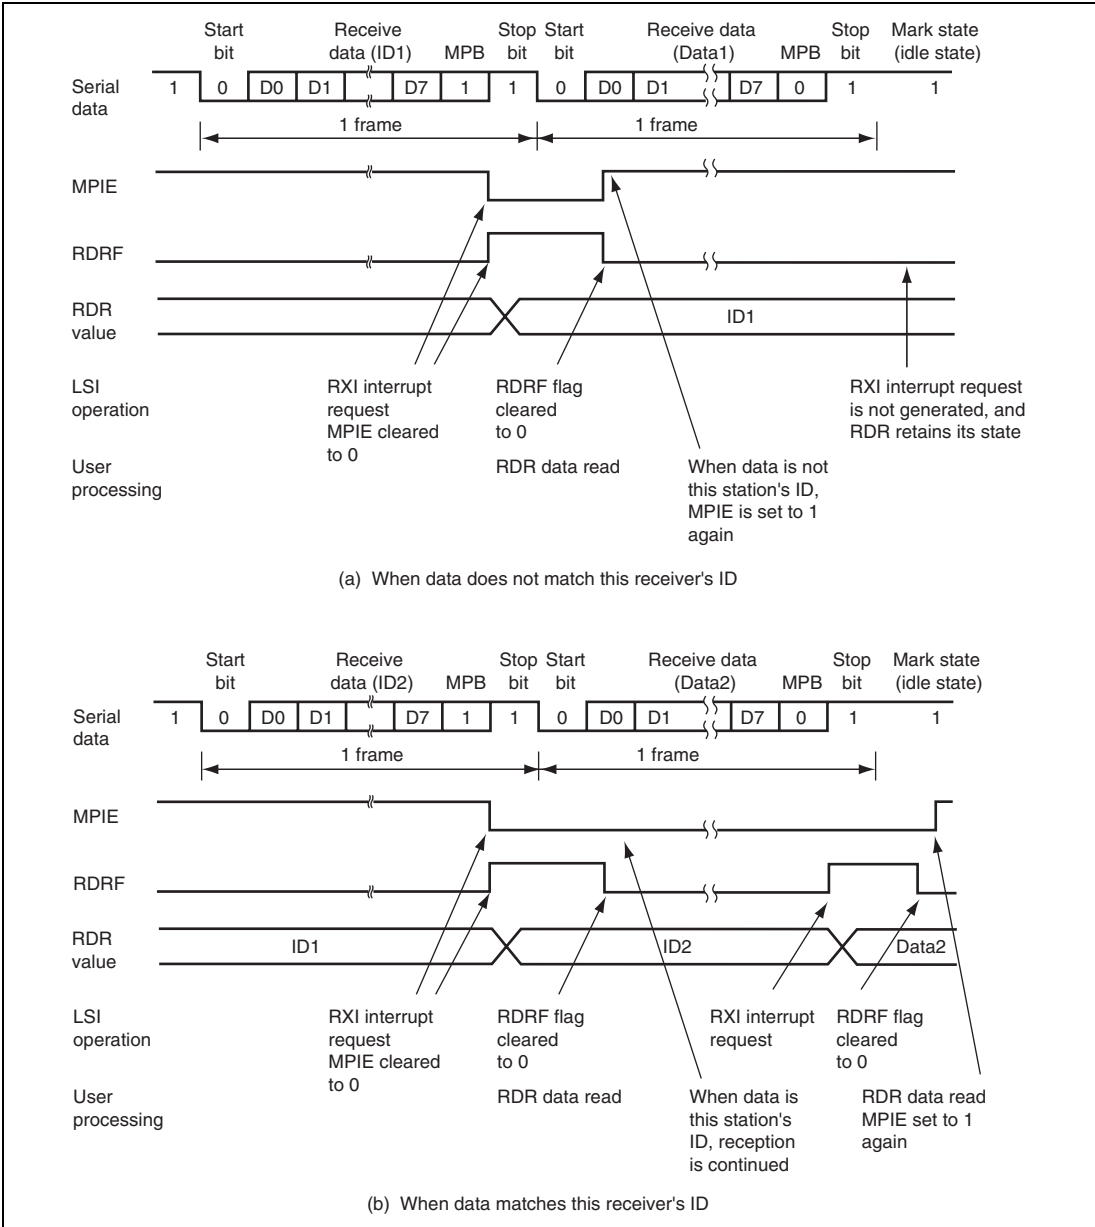 Start bit Receive data (ID1) MPB Stop bit Start bit Receive data (Data1) MPB Stop bit Mark state (idle state)
Serial data 1 0 D0 D1 D7 1 1 0 D0 D1 D7 0 1 1
1 frame 1 frame
MPIE
RDRF
RDR value ID1
LSI operation
RXI interrupt request MPIE cleared to 0
RDRF flag cleared to 0
RXI interrupt request is not generated, and RDR retains its state
User processing
RDR data read
When data is not this station's ID, MPIE is set to 1 again
(a) When data does not match this receiver's ID
Start bit Receive data (ID2) MPB Stop bit Start bit Receive data (Data2) MPB Stop bit Mark state (idle state)
Serial data 1 0 D0 D1 D7 1 1 0 D0 D1 D7 0 1 1
1 frame 1 frame
MPIE
RDRF
RDR value ID1 ID2 Data2
LSI operation
RXI interrupt request MPIE cleared to 0
RDRF flag cleared to 0
RXI interrupt request
RDRF flag cleared to 0
User processing
RDR data read
When data is this station's ID, reception is continued
RDR data read MPIE set to 1 again
(b) When data matches this receiver's ID